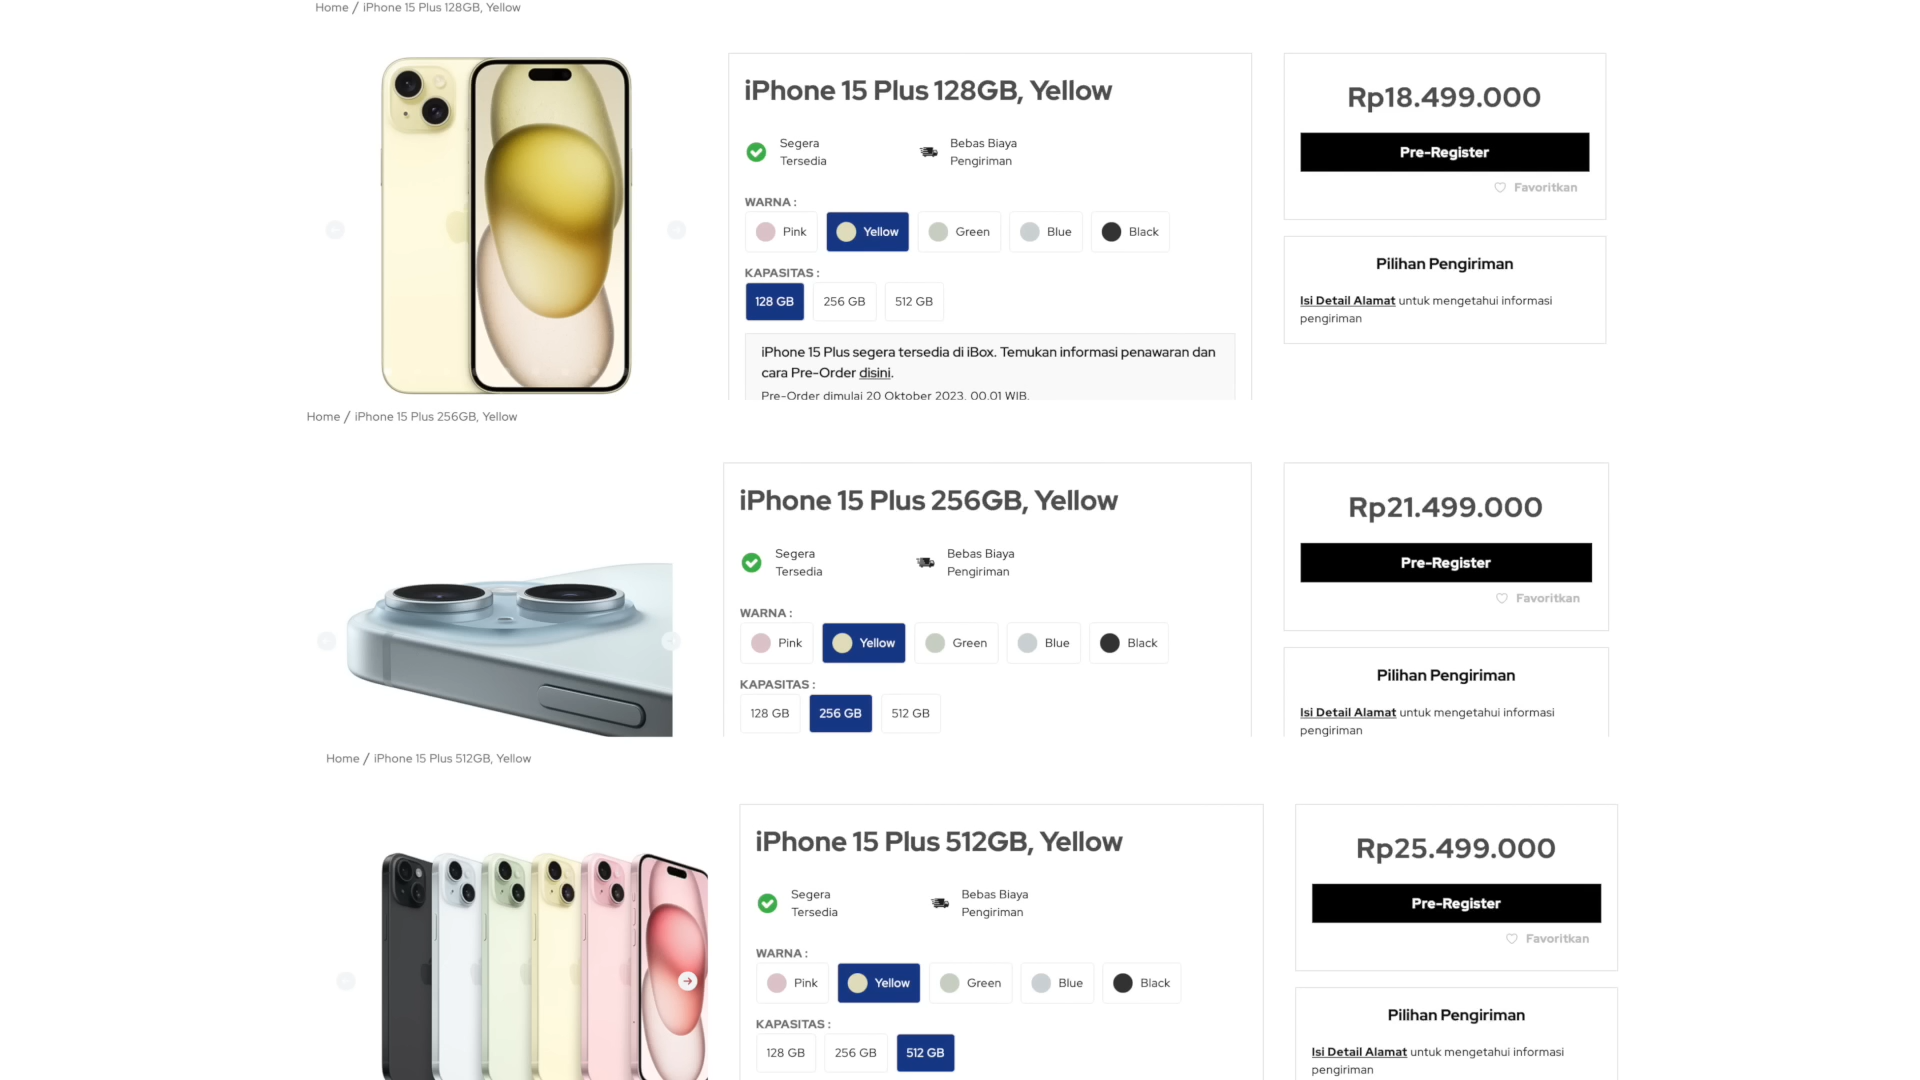 Home / iPhone 15 Plus 128GB, Yellow
iPhone 15 Plus 128GB, Yellow
Segera
Tersedia
Bebas Biaya
Pengiriman
WARNA :
Pink
Yellow
Green
Blue
Black
KAPASITAS :
128 GB
256 GB
512 GB
iPhone 15 Plus segera tersedia di iBox. Temukan informasi penawaran dan
cara Pre-Order disini.
Pre-Order dimulai 20 Oktober 2023, 00.01 WIB.
Rp18.499.000
Pre-Register
Favoritkan
Pilihan Pengiriman
Isi Detail Alamat untuk mengetahui informasi
pengiriman
Home / iPhone 15 Plus 256GB, Yellow
iPhone 15 Plus 256GB, Yellow
Segera
Tersedia
Bebas Biaya
Pengiriman
WARNA :
Pink
Yellow
Green
Blue
Black
KAPASITAS :
128 GB
256 GB
512 GB
Rp21.499.000
Pre-Register
Favoritkan
Pilihan Pengiriman
Isi Detail Alamat untuk mengetahui informasi
pengiriman
Home / iPhone 15 Plus 512GB, Yellow
iPhone 15 Plus 512GB, Yellow
Segera
Tersedia
Bebas Biaya
Pengiriman
WARNA :
Pink
Yellow
Green
Blue
Black
KAPASITAS :
128 GB
256 GB
512 GB
Rp25.499.000
Pre-Register
Favoritkan
Pilihan Pengiriman
Isi Detail Alamat untuk mengetahui informasi
pengiriman